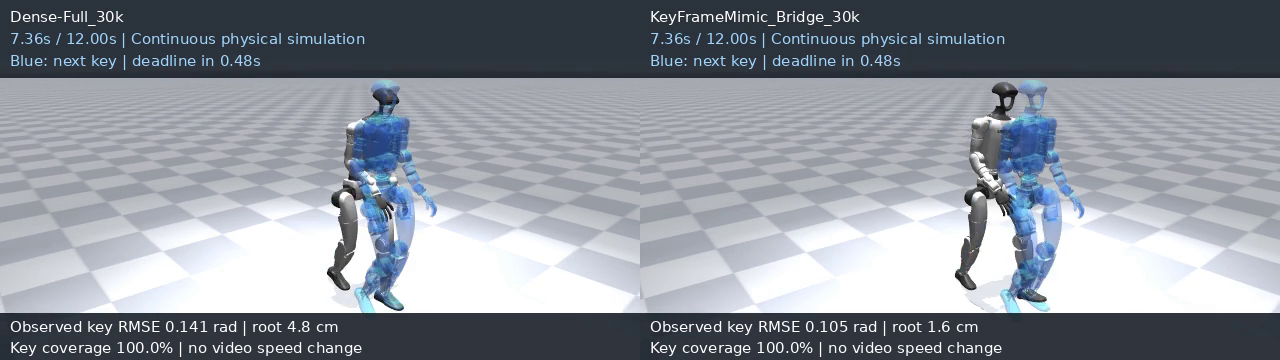 Dense-Full_30k
7.36s / 12.00s | Continuous physical simulation
Blue: next key | deadline in 0.48s
KeyFrameMimic_Bridge_30k
7.36s / 12.00s | Continuous physical simulation
Blue: next key | deadline in 0.48s
Observed key RMSE 0.141 rad | root 4.8 cm
Key coverage 100.0% | no video speed change
Observed key RMSE 0.105 rad | root 1.6 cm
Key coverage 100.0% | no video speed change